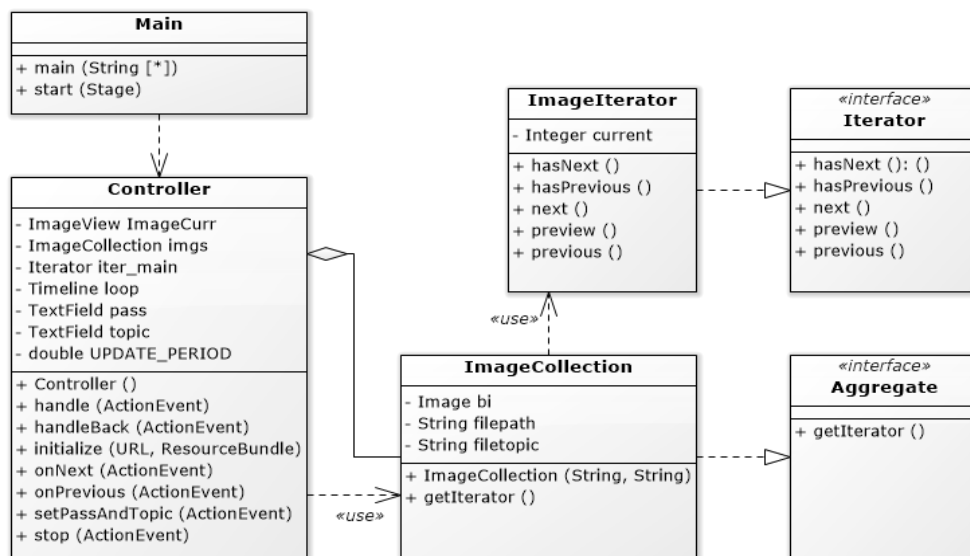 Main
+ main (String [*])
+ start (Stage)
Controller
- ImageView ImageCurr
- ImageCollection imgs
- Iterator iter_main
- Timeline loop
- TextField pass
- TextField topic
- double UPDATE_PERIOD
+ Controller ()
+ handle (ActionEvent)
+ handleBack (ActionEvent)
+ initialize (URL, ResourceBundle)
+ onNext (ActionEvent)
+ onPrevious (ActionEvent)
+ setPassAndTopic (ActionEvent)
+ stop (ActionEvent)
«use»
ImageIterator
- Integer current
+ hasNext ()
+ hasPrevious ()
+ next ()
+ preview ()
+ previous ()
«interface»
Iterator
+ hasNext (): ()
+ hasPrevious ()
+ next ()
+ preview ()
+ previous ()
«use»
ImageCollection
- Image bi
- String filepath
- String filetopic
+ ImageCollection (String, String)
+ getIterator ()
«interface»
Aggregate
+ getIterator ()